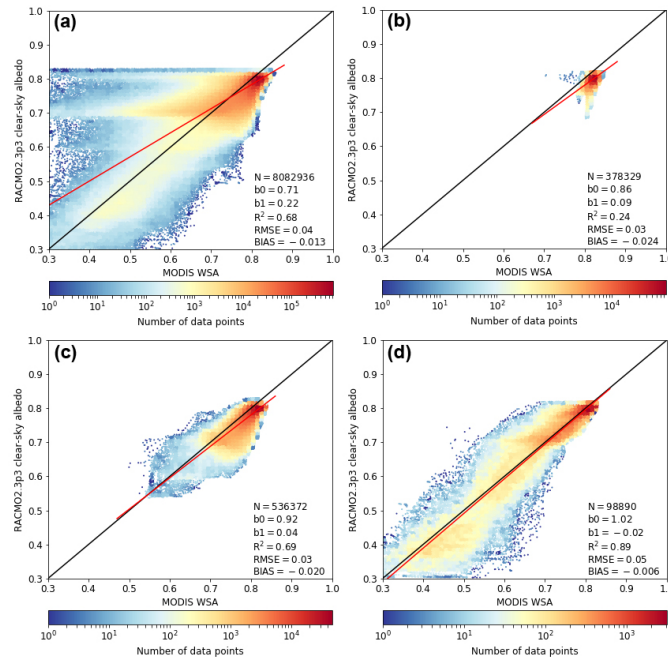 (a)
1.0
0.9
0.8
0.7
0.6
0.5
0.4
0.3
RACMO2.3p3 clear-sky albedo
N = 8082936
b0 = 0.71
b1 = 0.22
R² = 0.68
RMSE = 0.04
BIAS = −0.013
0.3 0.4 0.5 0.6 0.7 0.8 0.9 1.0
MODIS WSA
10⁰ 10¹ 10² 10³ 10⁴ 10⁵
Number of data points
(b)
1.0
0.9
0.8
0.7
0.6
0.5
0.4
0.3
RACMO2.3p3 clear-sky albedo
N = 378329
b0 = 0.86
b1 = 0.09
R² = 0.24
RMSE = 0.03
BIAS = −0.024
0.3 0.4 0.5 0.6 0.7 0.8 0.9 1.0
MODIS WSA
10⁰ 10¹ 10² 10³ 10⁴
Number of data points
(c)
1.0
0.9
0.8
0.7
0.6
0.5
0.4
0.3
RACMO2.3p3 clear-sky albedo
N = 536372
b0 = 0.92
b1 = 0.04
R² = 0.69
RMSE = 0.03
BIAS = −0.020
0.3 0.4 0.5 0.6 0.7 0.8 0.9 1.0
MODIS WSA
10⁰ 10¹ 10² 10³ 10⁴
Number of data points
(d)
1.0
0.9
0.8
0.7
0.6
0.5
0.4
0.3
RACMO2.3p3 clear-sky albedo
N = 98890
b0 = 1.02
b1 = −0.02
R² = 0.89
RMSE = 0.05
BIAS = −0.006
0.3 0.4 0.5 0.6 0.7 0.8 0.9 1.0
MODIS WSA
10⁰ 10¹ 10² 10³
Number of data points